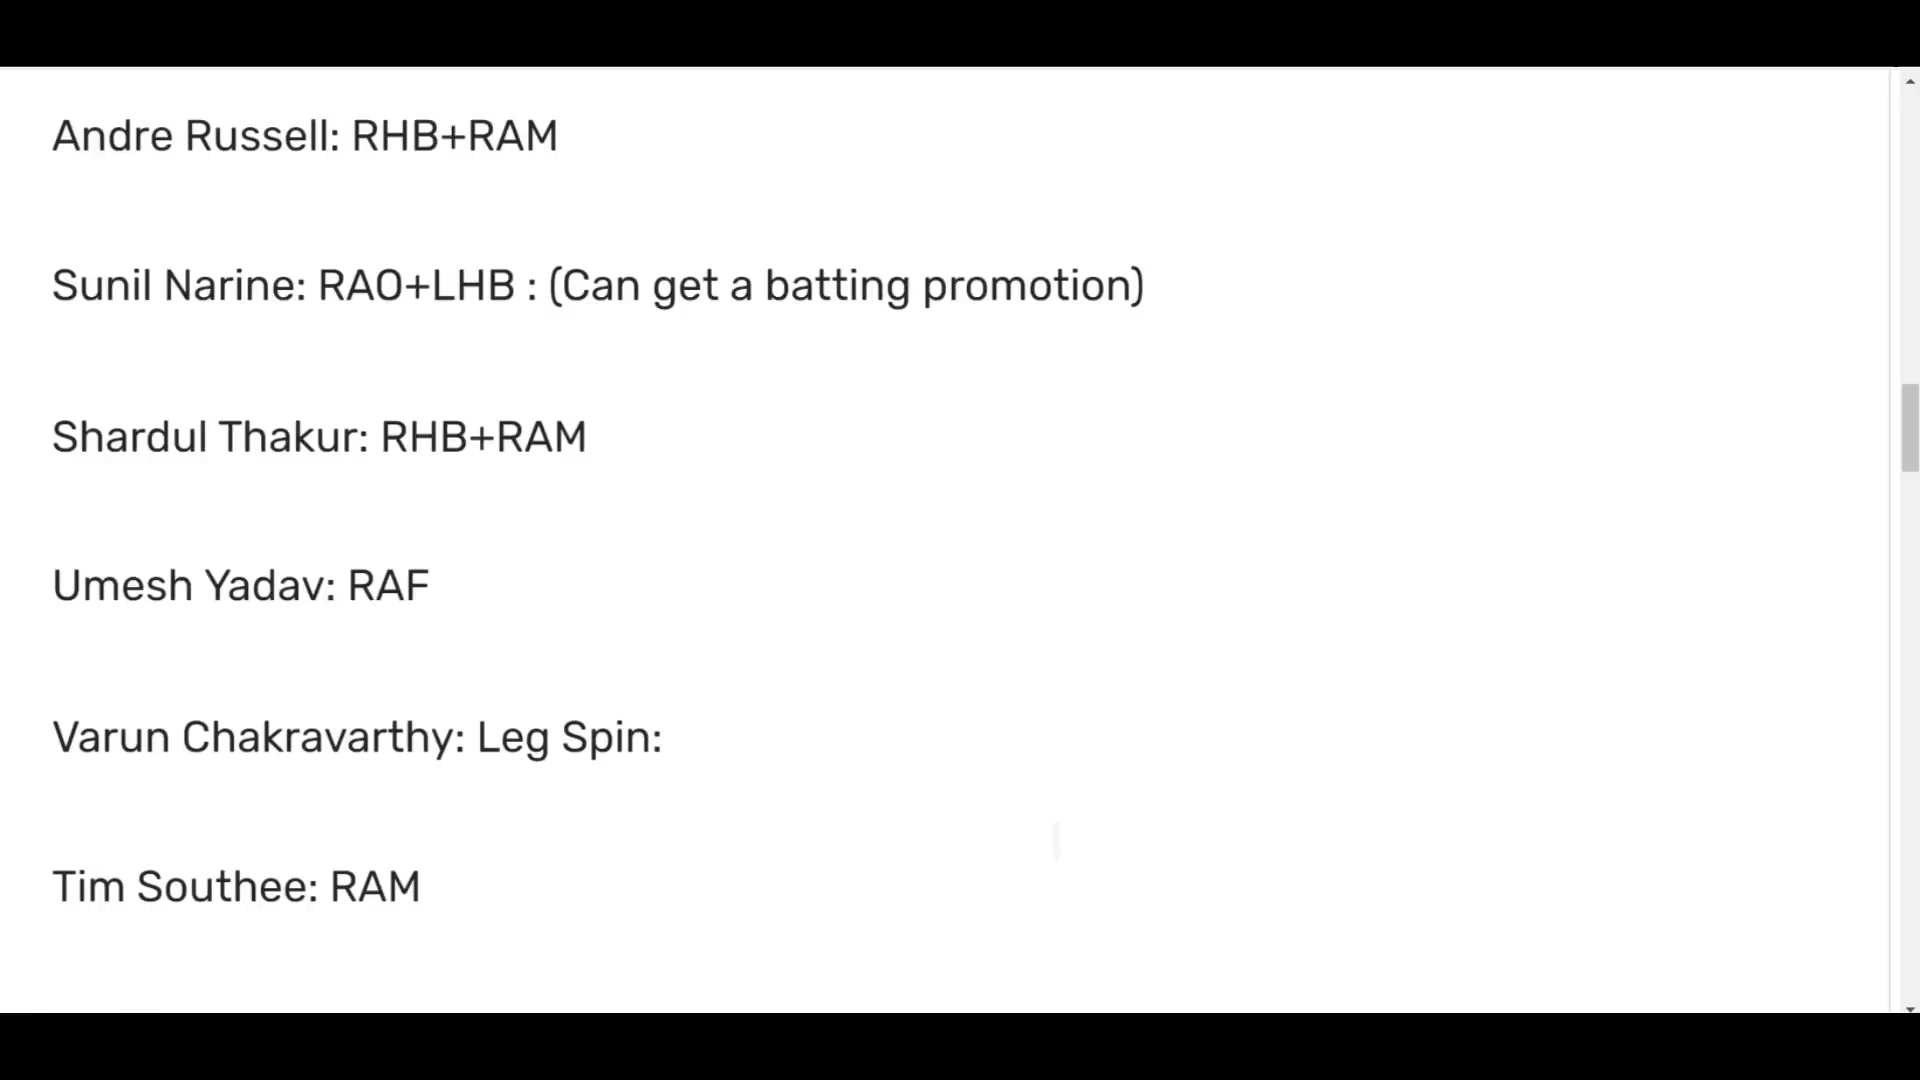 Andre Russell: RHB+RAM
Sunil Narine: RAO+LHB : (Can get a batting promotion)
Shardul Thakur: RHB+RAM
Umesh Yadav: RAF
Varun Chakravarthy: Leg Spin:
Tim Southee: RAM